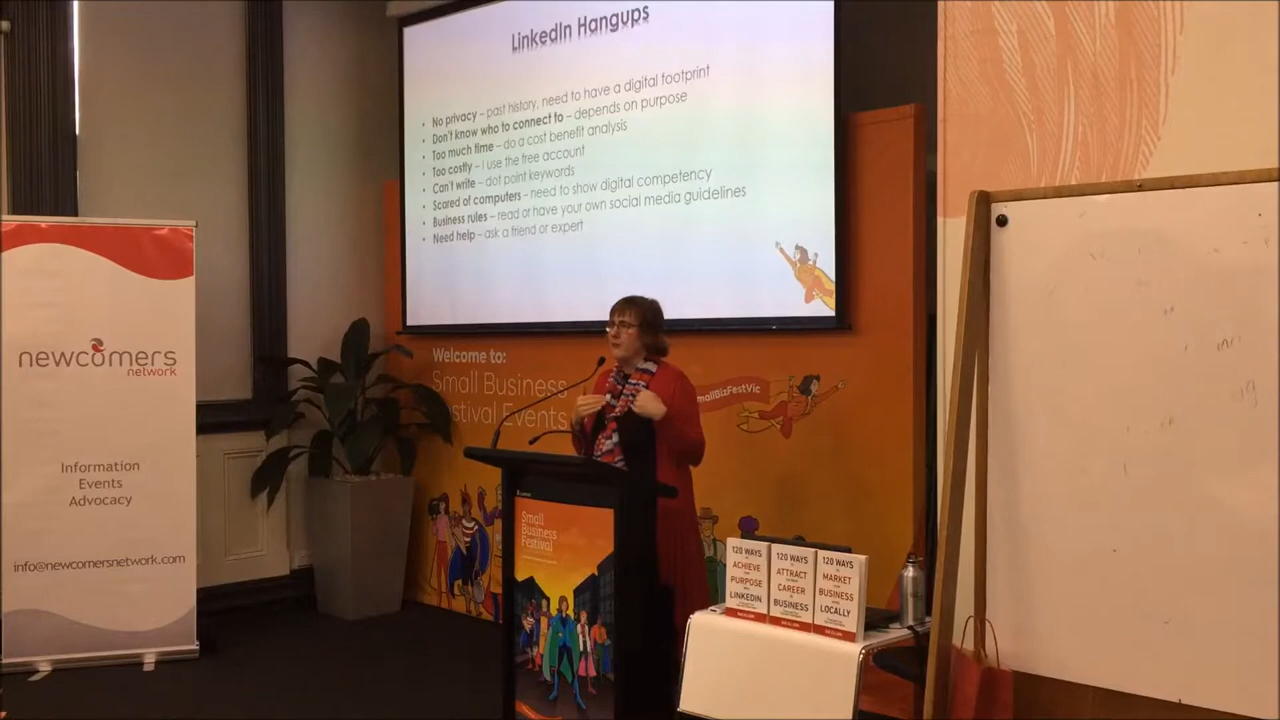 LinkedIn Hangups
• No privacy – past history, need to have a digital footprint
• Don't know who to connect to – depends on purpose
• Too much time – do a cost benefit analysis
• Too costly – I use the free account
• Can't write – dot point keywords
• Scared of computers – need to show digital competency
• Business rules – read or have your own social media guidelines
• Need help – ask a friend or expert
newcomers
network
Information
Events
Advocacy
info@newcomersnetwork.com
Welcome to:
Small Business
estival Events
mallBizFestVic
Small
Business
Festival
120 WAYS
ACHIEVE
PURPOSE
LINKEDIN
120 WAYS
ATTRACT
CAREER
BUSINESS
120 WAYS
MARKET
BUSINESS
LOCALLY